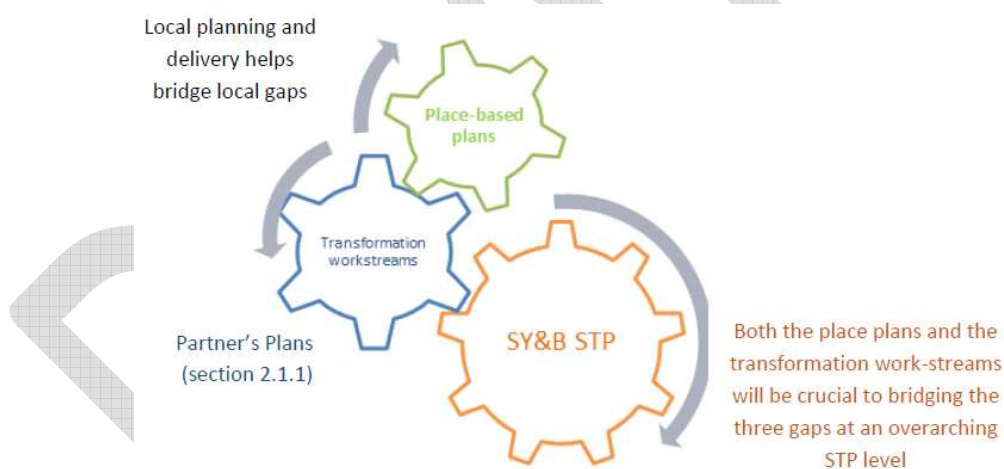 Local planning and
delivery helps
bridge local gaps
Place-based
plans
Transformation
workstreams
Partner's Plans
(section 2.1.1)
SY&B STP
Both the place plans and the
transformation work-streams
will be crucial to bridging the
three gaps at an overarching
STP level